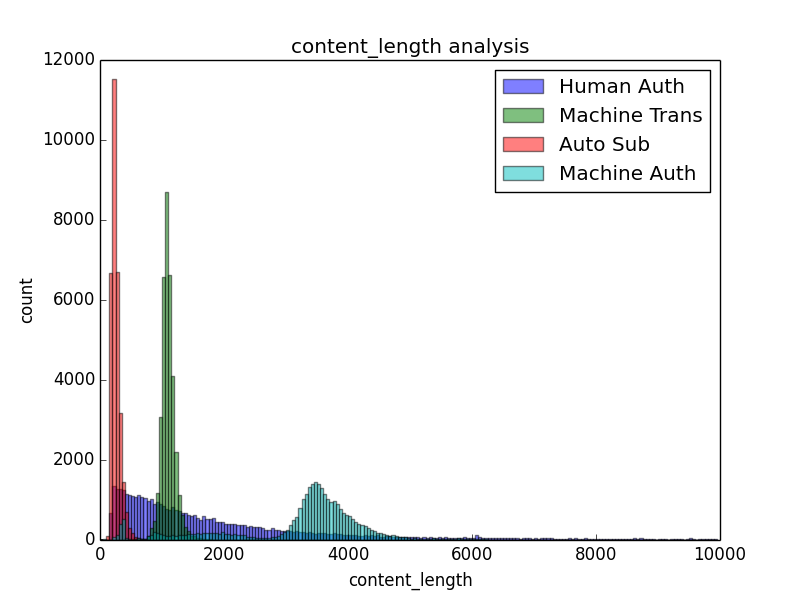 content_length analysis
12000
10000
8000
6000
4000
2000
0
count
Human Auth
Machine Trans
Auto Sub
Machine Auth
0 2000 4000 6000 8000 10000
content_length